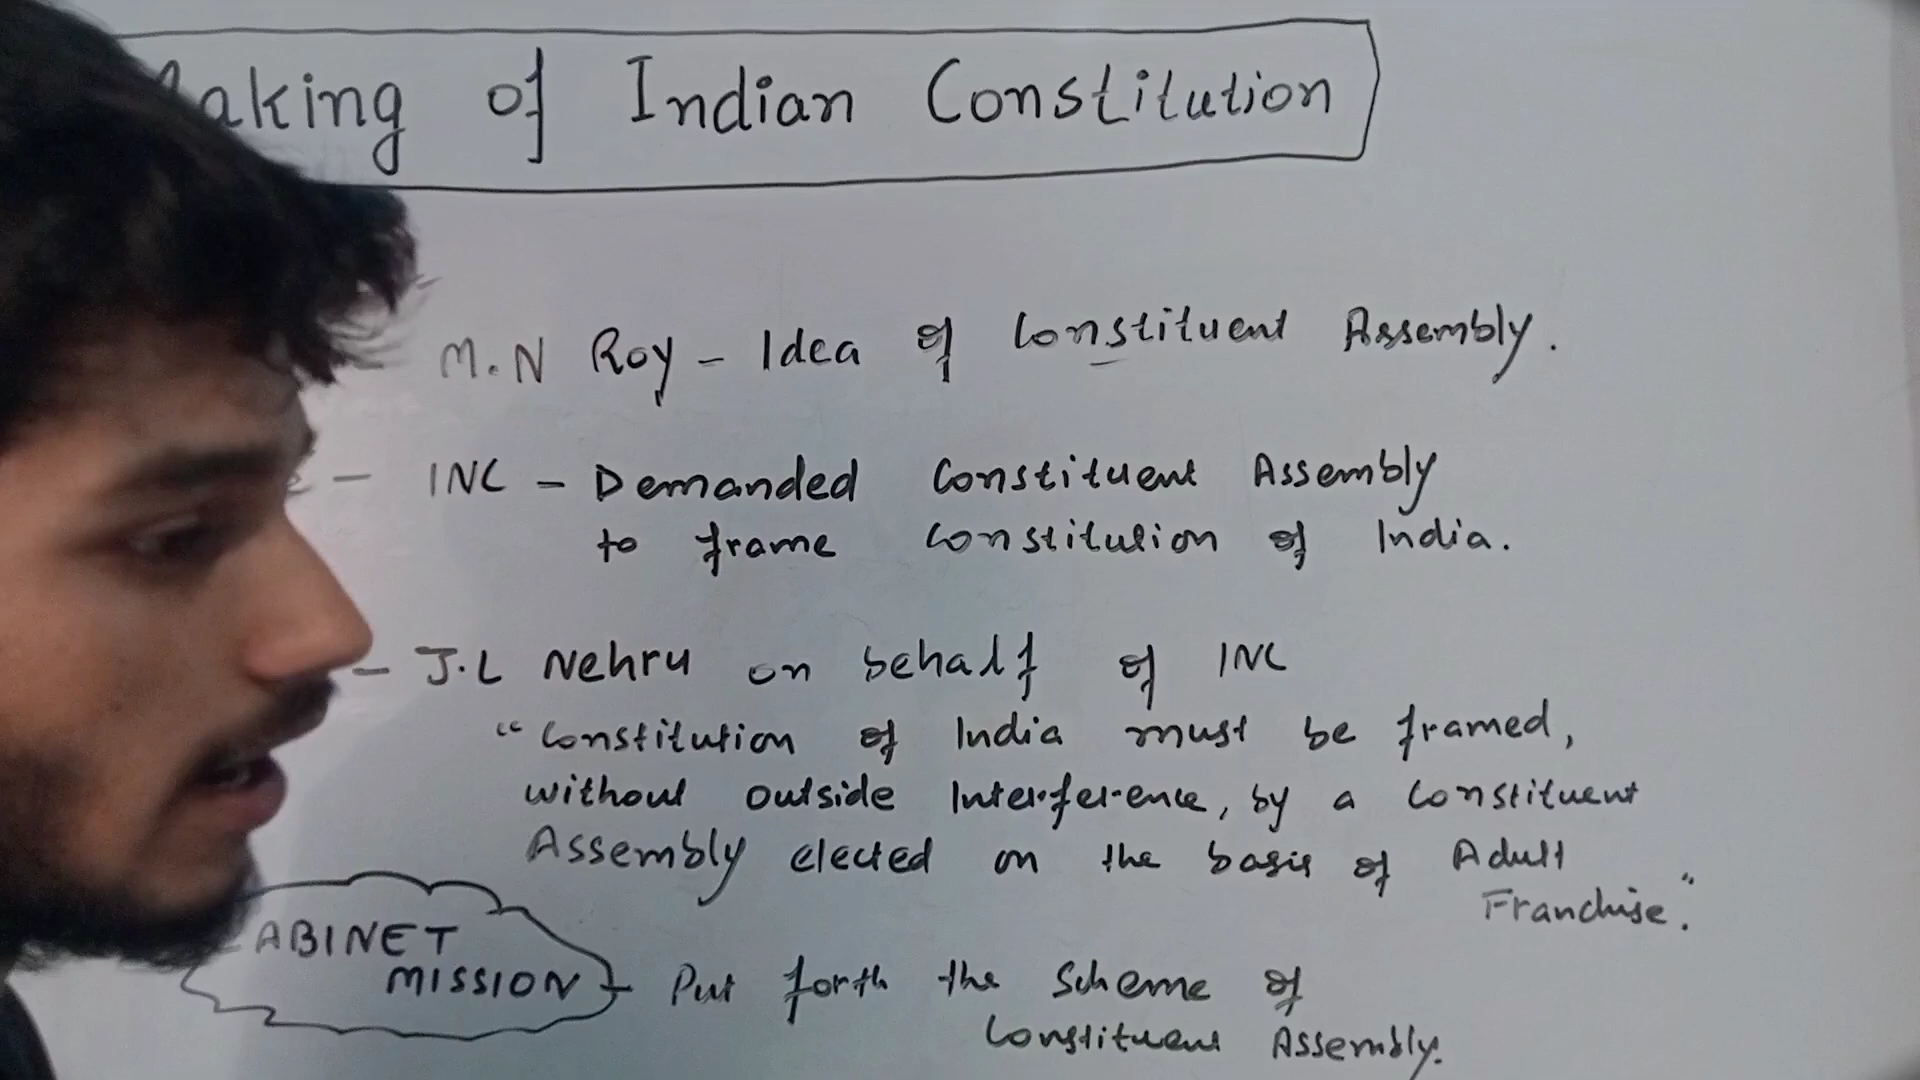 aking of Indian Constitution
M.N Roy - Idea of Constituent Assembly.
- INC - Demanded Constituent Assembly
to frame Constitution of India.
- J.L Nehru on behalf of INC
"Constitution of India must be framed,
without outside Interference, by a Constituent
Assembly elected on the basis of Adult
Franchise."
ABINET
MISSION - Put forth the Scheme of
Constituent Assembly.